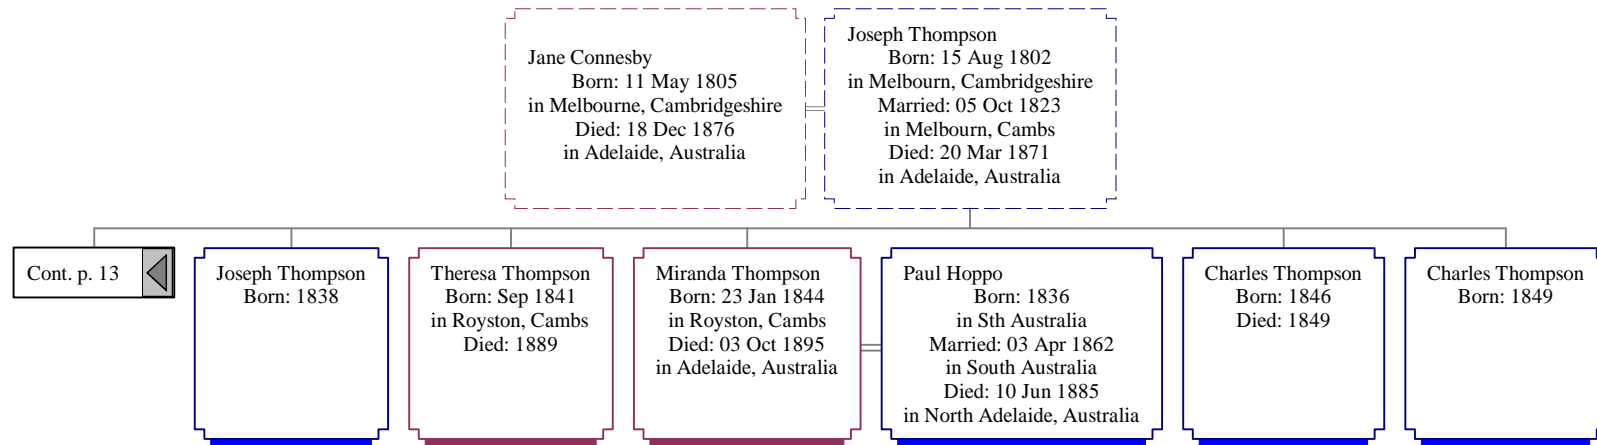 Jane Connesby
Born: 11 May 1805
in Melbourne, Cambridgeshire
Died: 18 Dec 1876
in Adelaide, Australia
Joseph Thompson
Born: 15 Aug 1802
in Melbourn, Cambridgeshire
Married: 05 Oct 1823
in Melbourn, Cambs
Died: 20 Mar 1871
in Adelaide, Australia
Cont. p. 13
Joseph Thompson
Born: 1838
Theresa Thompson
Born: Sep 1841
in Royston, Cambs
Died: 1889
Miranda Thompson
Born: 23 Jan 1844
in Royston, Cambs
Died: 03 Oct 1895
in Adelaide, Australia
Paul Hoppo
Born: 1836
in Sth Australia
Married: 03 Apr 1862
in South Australia
Died: 10 Jun 1885
in North Adelaide, Australia
Charles Thompson
Born: 1846
Died: 1849
Charles Thompson
Born: 1849